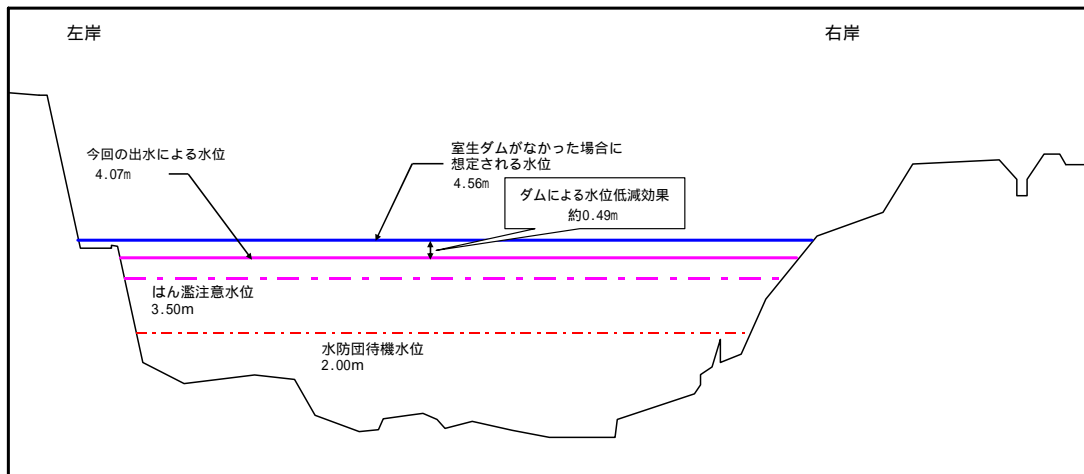 左岸
右岸
今回の出水による水位
4.07m
室生ダムがなかった場合に
想定される水位
4.56m
ダムによる水位低減効果
約0.49m
はん濫注意水位
3.50m
水防団待機水位
2.00m